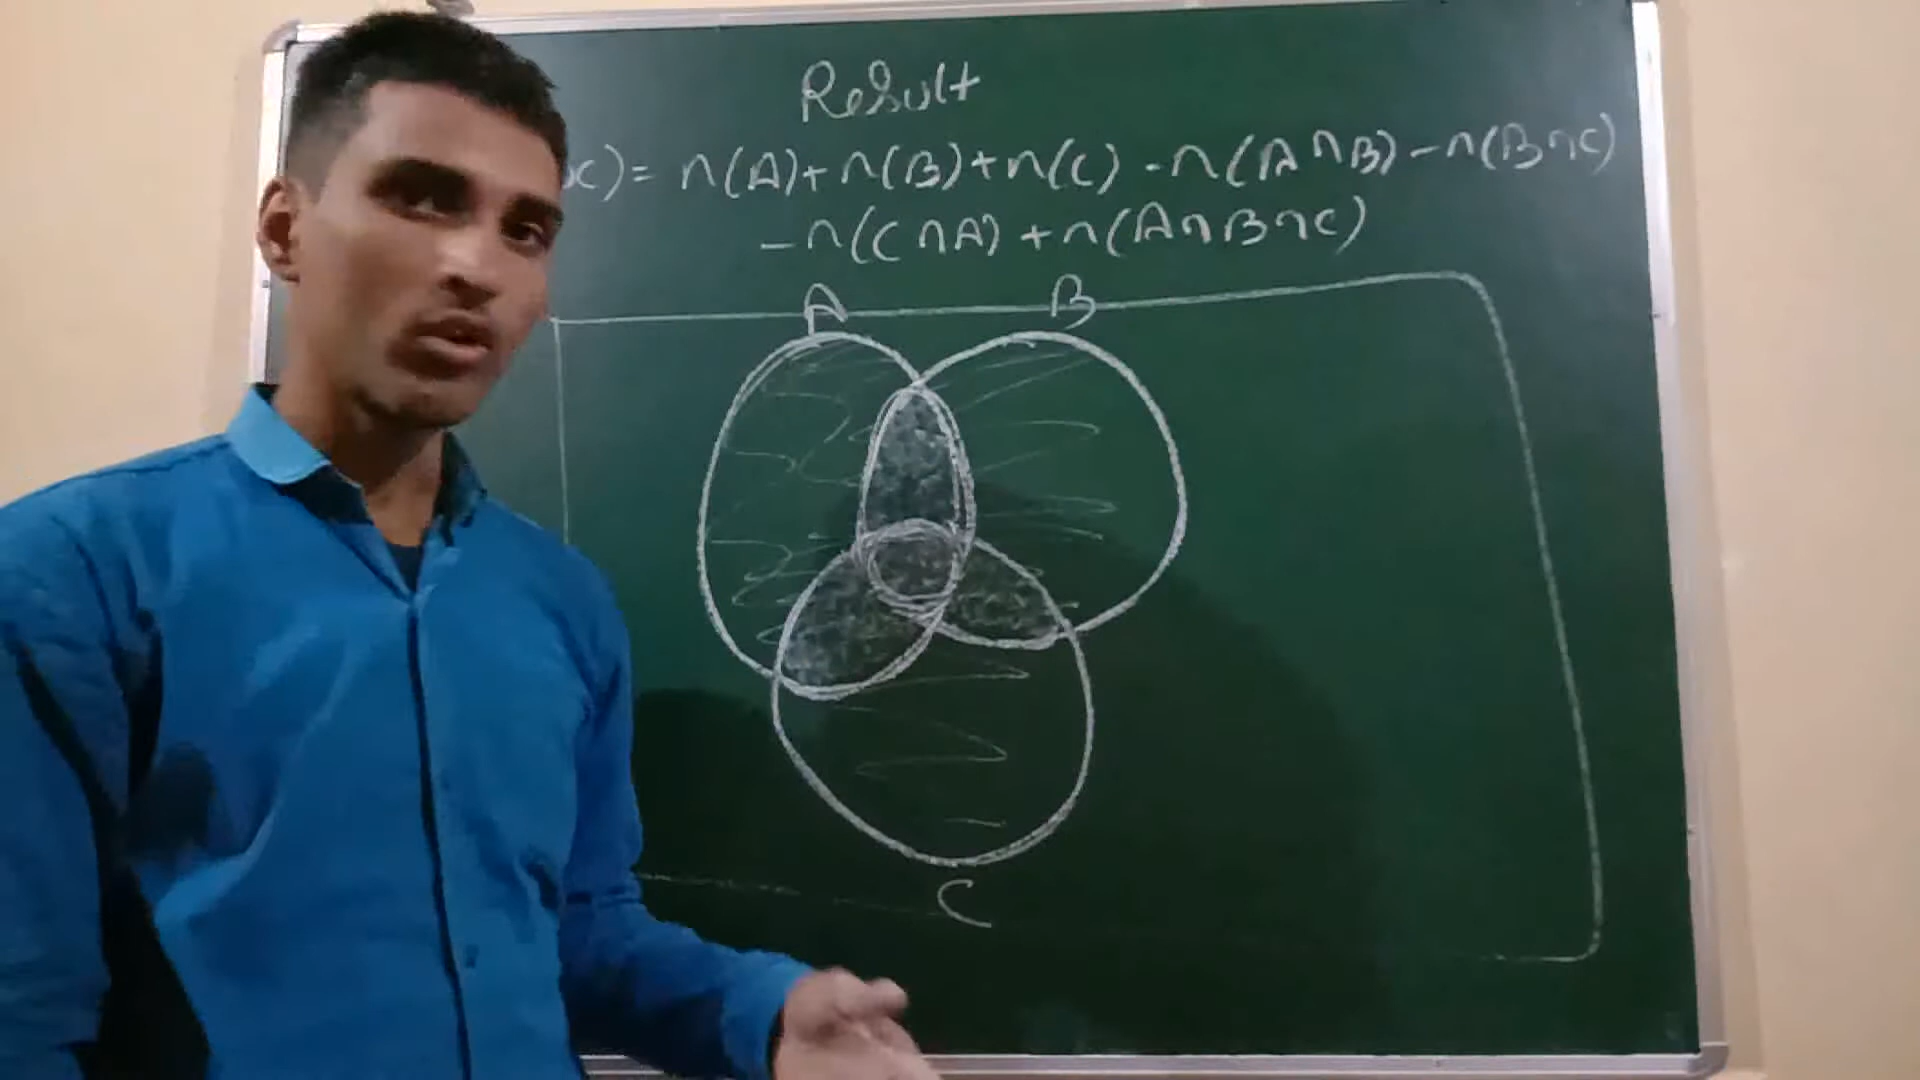 Result
C) = n(A) + n(B) + n(C) - n(A∩B) - n(B∩C)
- n(C∩A) + n(A∩B∩C)
A B
C